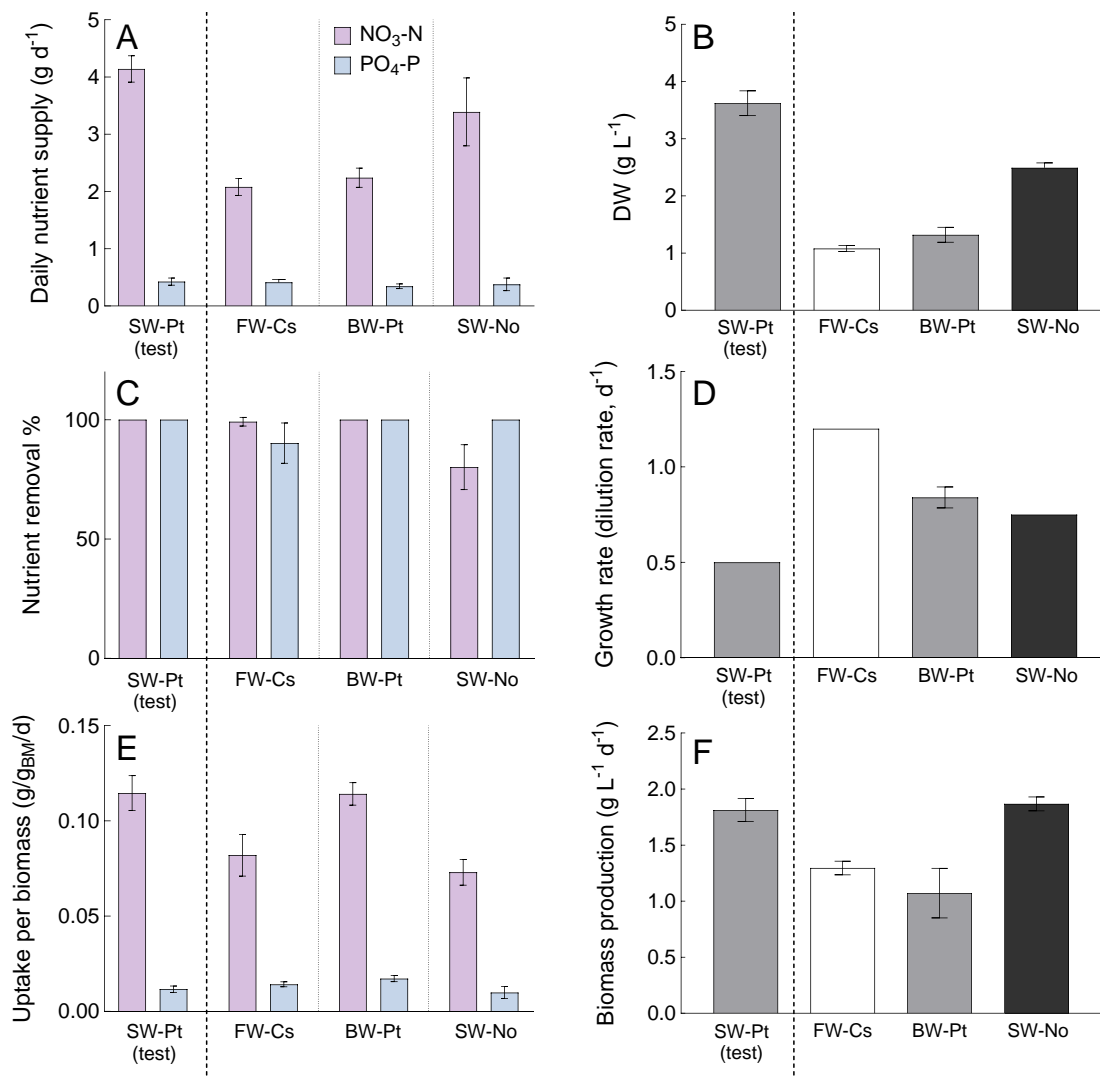 A
Daily nutrient supply (g d⁻¹)
5
4
3
2
1
0
NO₃-N
PO₄-P
SW-Pt
(test)
FW-Cs
BW-Pt
SW-No
B
DW (g L⁻¹)
5
4
3
2
1
0
SW-Pt
(test)
FW-Cs
BW-Pt
SW-No
C
Nutrient removal %
100
50
0
SW-Pt
(test)
FW-Cs
BW-Pt
SW-No
D
Growth rate (dilution rate, d⁻¹)
1.5
1.0
0.5
0.0
SW-Pt
(test)
FW-Cs
BW-Pt
SW-No
E
Uptake per biomass (g/gBM/d)
0.15
0.10
0.05
0.00
SW-Pt
(test)
FW-Cs
BW-Pt
SW-No
F
Biomass production (g L⁻¹ d⁻¹)
2.5
2.0
1.5
1.0
0.5
0.0
SW-Pt
(test)
FW-Cs
BW-Pt
SW-No